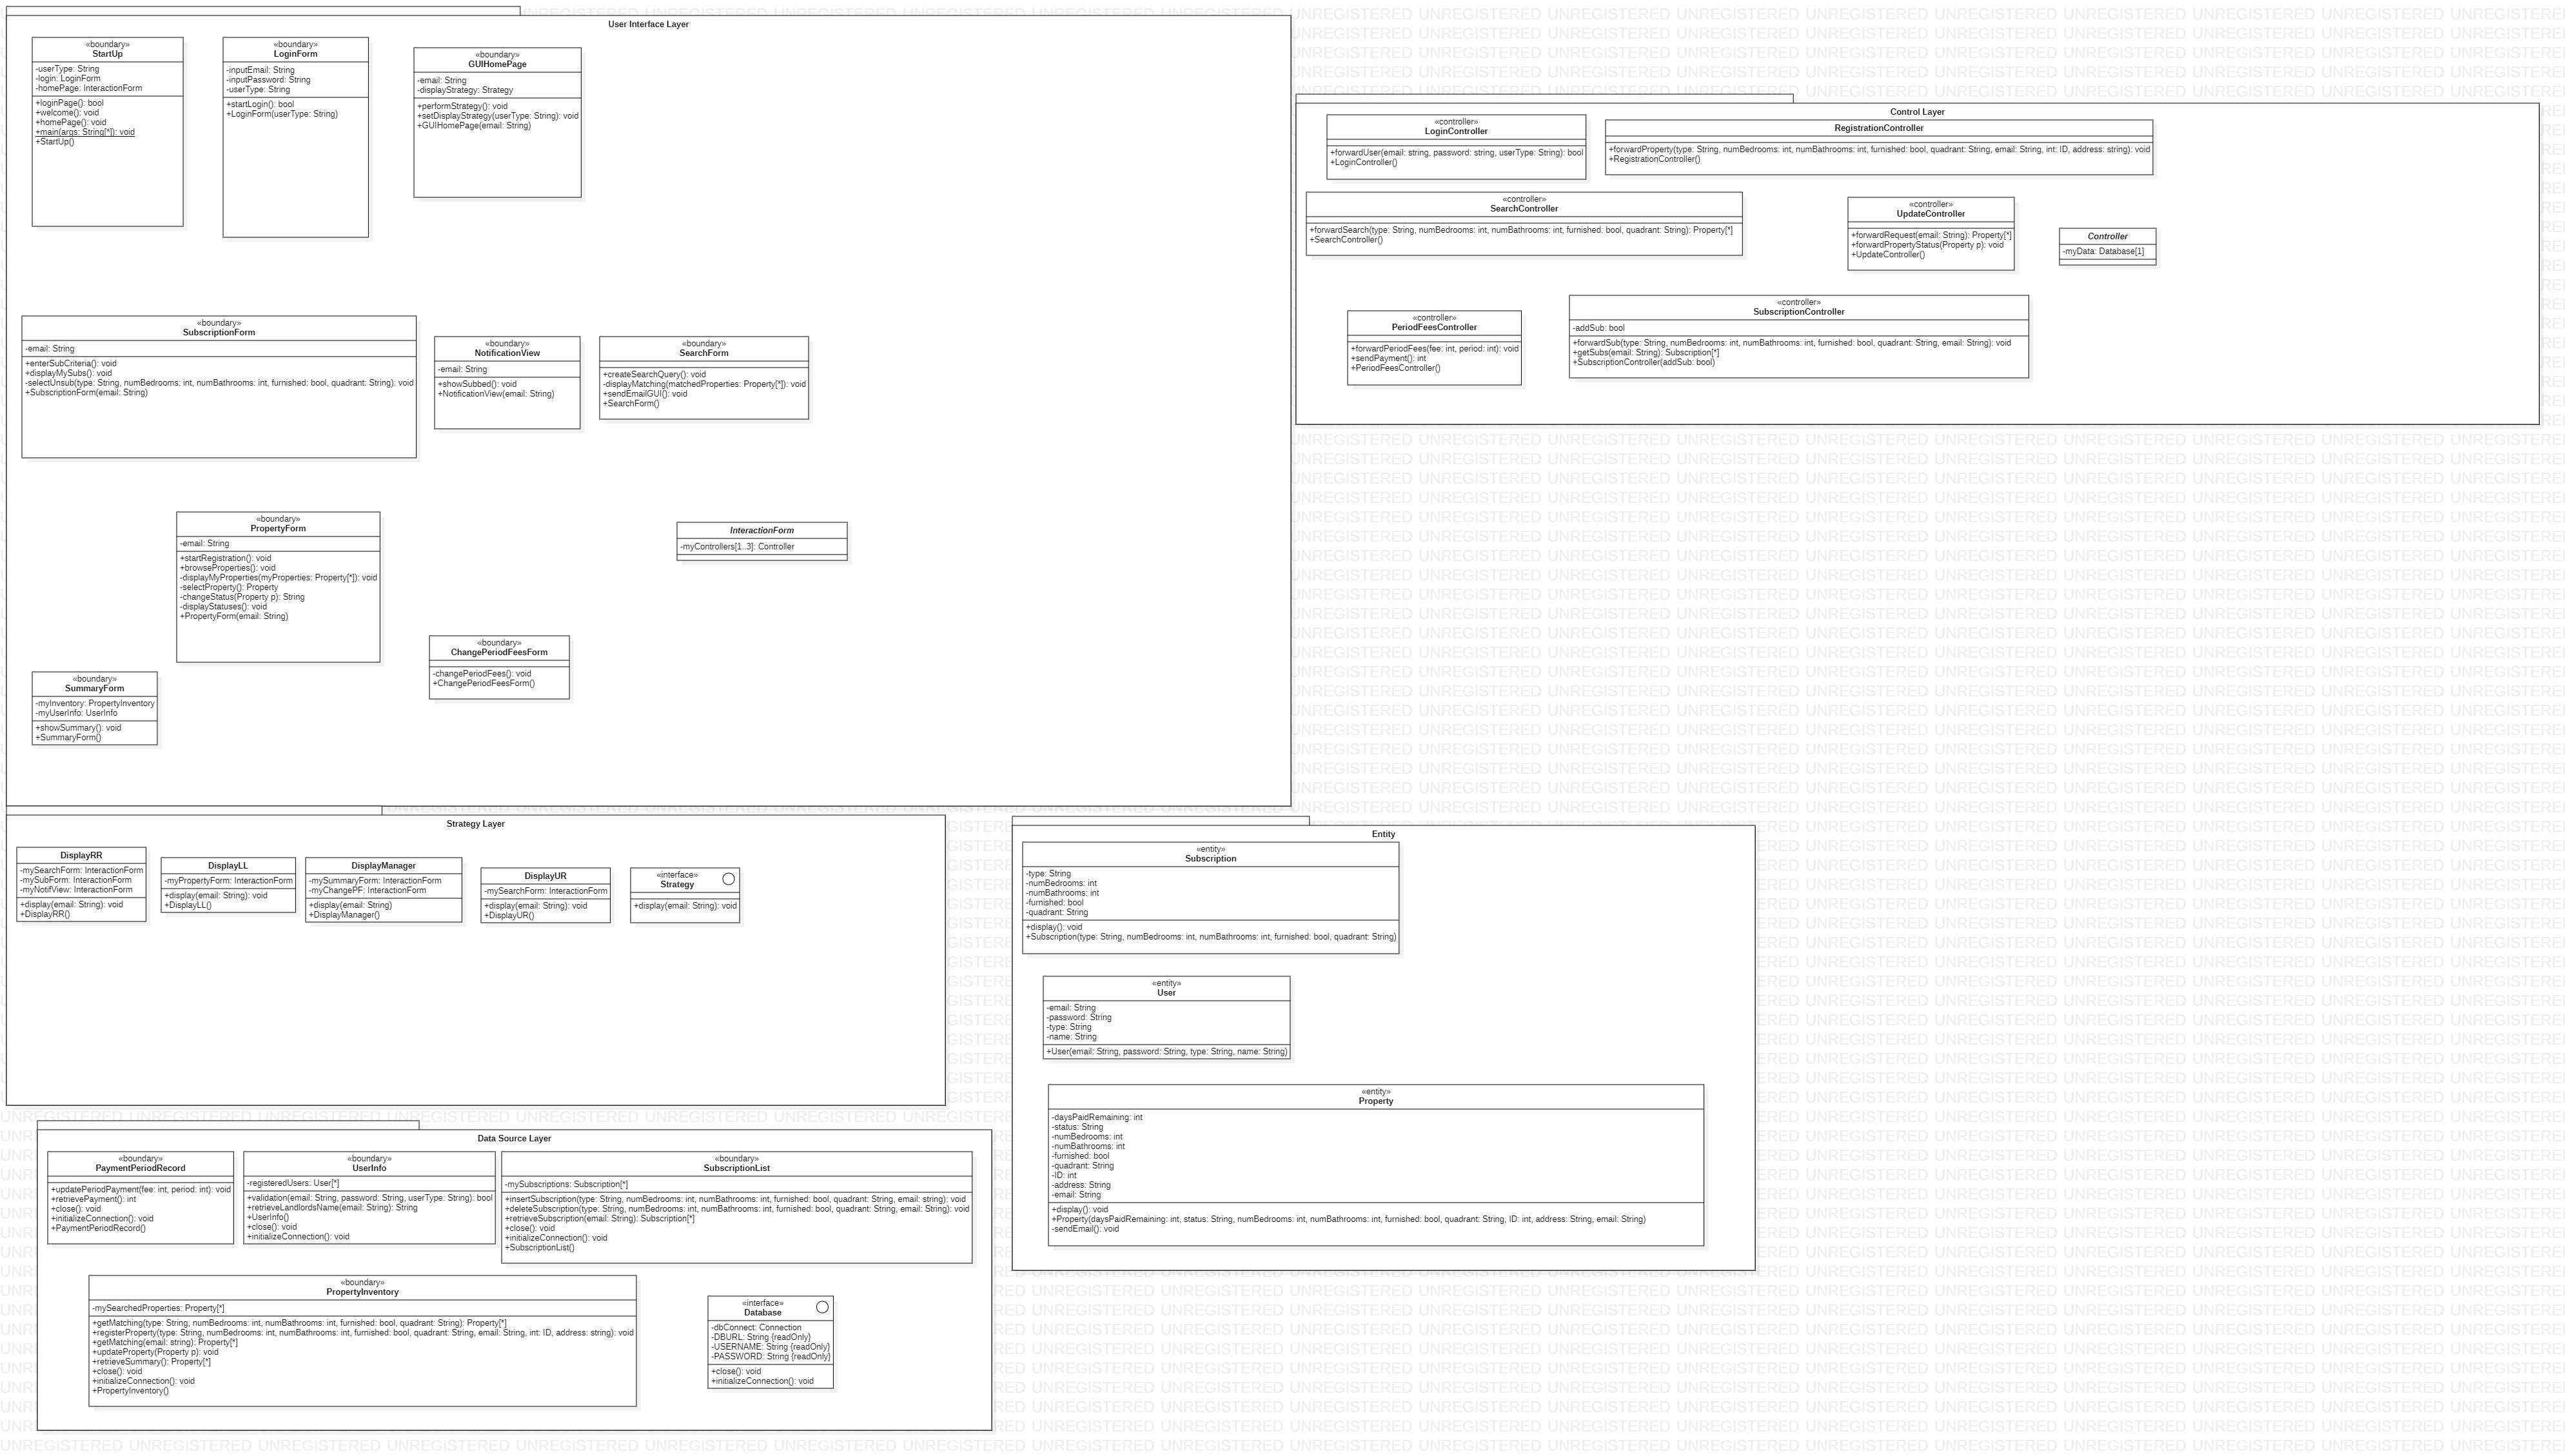 User Interface Layer
«boundary»
StartUp
-userType: String
-login: LoginForm
-homePage: InteractionForm
+loginPage(): bool
+welcome(): void
+homePage(): void
+main(args: String[*]): void
+StartUp()
«boundary»
LoginForm
-inputEmail: String
-inputPassword: String
-userType: String
+startLogin(): bool
+LoginForm(userType: String)
«boundary»
GUIHomePage
-email: String
-displayStrategy: Strategy
+performStrategy(): void
+setDisplayStrategy(userType: String): void
+GUIHomePage(email: String)
«boundary»
SubscriptionForm
-email: String
+enterSubCriteria(): void
+displayMySubs(): void
-selectUnsub(type: String, numBedrooms: int, numBathrooms: int, furnished: bool, quadrant: String): void
+SubscriptionForm(email: String)
«boundary»
NotificationView
-email: String
+showSubbed(): void
+NotificationView(email: String)
«boundary»
SearchForm
+createSearchQuery(): void
-displayMatching(matchedProperties: Property[*]): void
+sendEmailGUI(): void
+SearchForm()
«boundary»
PropertyForm
-email: String
+startRegistration(): void
+browseProperties(): void
-displayMyProperties(myProperties: Property[*]): void
-selectProperty(): Property
-changeStatus(Property p): String
-displayStatuses(): void
+PropertyForm(email: String)
InteractionForm
-myControllers[1..3]: Controller
«boundary»
ChangePeriodFeesForm
-changePeriodFees(): void
+ChangePeriodFeesForm()
«boundary»
SummaryForm
-myInventory: PropertyInventory
-myUserInfo: UserInfo
+showSummary(): void
+SummaryForm()
Control Layer
«controller»
LoginController
+forwardUser(email: string, password: string, userType: String): bool
+LoginController()
RegistrationController
+forwardProperty(type: String, numBedrooms: int, numBathrooms: int, furnished: bool, quadrant: String, email: String, int: ID, address: string): void
+RegistrationController()
«controller»
SearchController
+forwardSearch(type: String, numBedrooms: int, numBathrooms: int, furnished: bool, quadrant: String): Property[*]
+SearchController()
«controller»
UpdateController
+forwardRequest(email: String): Property[*]
+forwardPropertyStatus(Property p): void
+UpdateController()
Controller
-myData: Database[1]
«controller»
PeriodFeesController
+forwardPeriodFees(fee: int, period: int): void
+sendPayment(): int
+PeriodFeesController()
«controller»
SubscriptionController
-addSub: bool
+forwardSub(type: String, numBedrooms: int, numBathrooms: int, furnished: bool, quadrant: String, email: String): void
+getSubs(email: String): Subscription[*]
+SubscriptionController(addSub: bool)
Strategy Layer
DisplayRR
-mySearchForm: InteractionForm
-mySubForm: InteractionForm
-myNotifView: InteractionForm
+display(email: String): void
+DisplayRR()
DisplayLL
-myPropertyForm: InteractionForm
+display(email: String): void
+DisplayLL()
DisplayManager
-mySummaryForm: InteractionForm
-myChangePF: InteractionForm
+display(email: String)
+DisplayManager()
DisplayUR
-mySearchForm: InteractionForm
+display(email: String): void
+DisplayUR()
«interface»
Strategy
+display(email: String): void
Entity
«entity»
Subscription
-type: String
-numBedrooms: int
-numBathrooms: int
-furnished: bool
-quadrant: String
+display(): void
+Subscription(type: String, numBedrooms: int, numBathrooms: int, furnished: bool, quadrant: String)
«entity»
User
-email: String
-password: String
-type: String
-name: String
+User(email: String, password: String, type: String, name: String)
«entity»
Property
-daysPaidRemaining: int
-status: String
-numBedrooms: int
-numBathrooms: int
-furnished: bool
-quadrant: String
-ID: int
-address: String
-email: String
+display(): void
+Property(daysPaidRemaining: int, status: String, numBedrooms: int, numBathrooms: int, furnished: bool, quadrant: String, ID: int, address: String, email: String)
-sendEmail(): void
Data Source Layer
«boundary»
PaymentPeriodRecord
+updatePeriodPayment(fee: int, period: int): void
+retrievePayment(): int
+close(): void
+initializeConnection(): void
+PaymentPeriodRecord()
«boundary»
UserInfo
-registeredUsers: User[*]
+validation(email: String, password: String, userType: String): bool
+retrieveLandlordsName(email: String): String
+UserInfo()
+close(): void
+initializeConnection(): void
«boundary»
SubscriptionList
-mySubscriptions: Subscription[*]
+insertSubscription(type: String, numBedrooms: int, numBathrooms: int, furnished: bool, quadrant: String, email: string): void
+deleteSubscription(type: String, numBedrooms: int, numBathrooms: int, furnished: bool, quadrant: String, email: String): void
+retrieveSubscription(email: String): Subscription[*]
+close(): void
+initializeConnection(): void
+SubscriptionList()
«boundary»
PropertyInventory
-mySearchedProperties: Property[*]
+getMatching(type: String, numBedrooms: int, numBathrooms: int, furnished: bool, quadrant: String): Property[*]
+registerProperty(type: String, numBedrooms: int, numBathrooms: int, furnished: bool, quadrant: String, email: String, int: ID, address: string): void
+getMatching(email: string): Property[*]
+updateProperty(Property p): void
+retrieveSummary(): Property[*]
+close(): void
+initializeConnection(): void
+PropertyInventory()
«interface»
Database
-dbConnect: Connection
-DBURL: String {readOnly}
-USERNAME: String {readOnly}
-PASSWORD: String {readOnly}
+close(): void
+initializeConnection(): void
UNREGISTERED